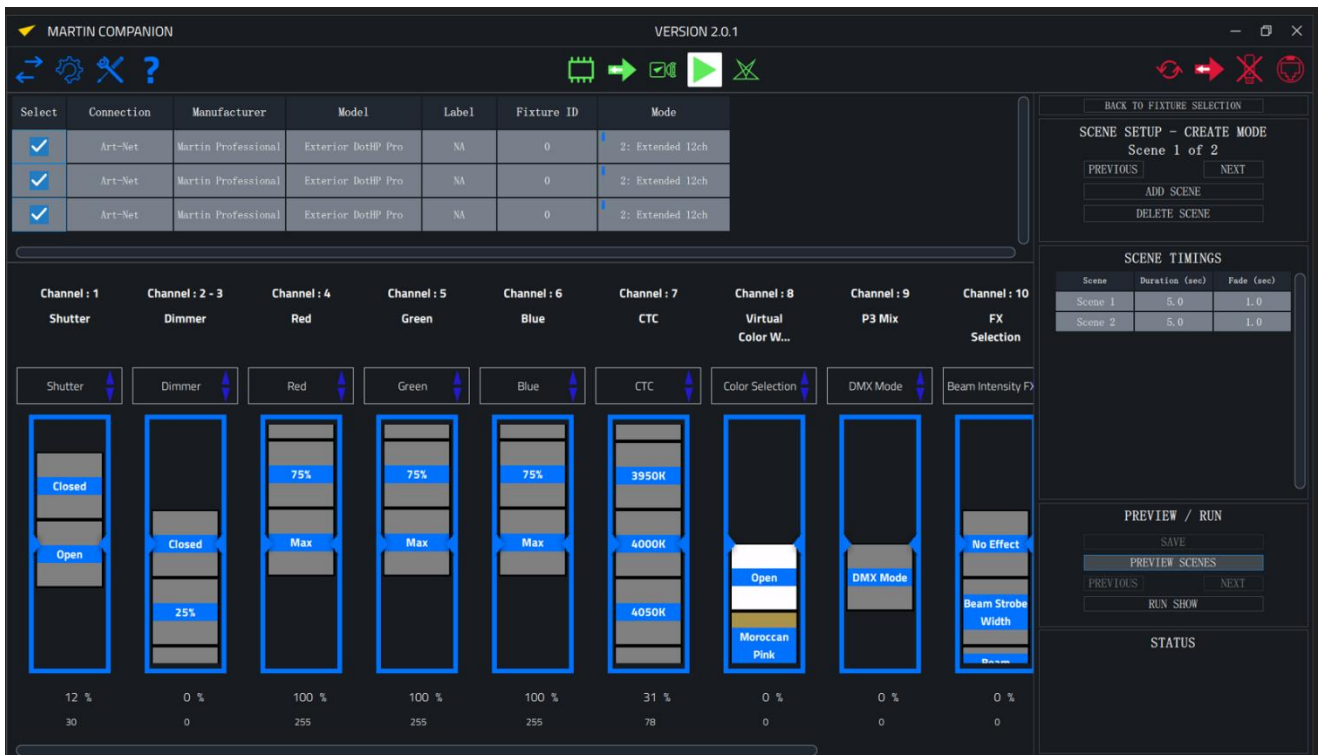 MARTIN COMPANION VERSION 2.0.1
?
Select Connection Manufacturer Model Label Fixture ID Mode
Art-Net Martin Professional Exterior DotHP Pro NA 0 2: Extended 12ch
Art-Net Martin Professional Exterior DotHP Pro NA 0 2: Extended 12ch
Art-Net Martin Professional Exterior DotHP Pro NA 0 2: Extended 12ch
BACK TO FIXTURE SELECTION
SCENE SETUP - CREATE MODE
Scene 1 of 2
PREVIOUS NEXT
ADD SCENE
DELETE SCENE
SCENE TIMINGS
Scene Duration (sec) Fade (sec)
Scene 1 5.0 1.0
Scene 2 5.0 1.0
PREVIEW / RUN
SAVE
PREVIEW SCENES
PREVIOUS NEXT
RUN SHOW
STATUS
Channel : 1 Channel : 2 - 3 Channel : 4 Channel : 5 Channel : 6 Channel : 7 Channel : 8 Channel : 9 Channel : 10
Shutter Dimmer Red Green Blue CTC Virtual P3 Mix FX
Color W... Selection
Shutter Dimmer Red Green Blue CTC Color Selection DMX Mode Beam Intensity FX
75% 75% 75% 3950K
Closed
Closed Max Max Max 4000K No Effect
Open
Open DMX Mode
25% 4050K Beam Strobe
Width
Moroccan
Pink
Beam
12 % 0 % 100 % 100 % 100 % 31 % 0 % 0 % 0 %
30 0 255 255 255 78 0 0 0